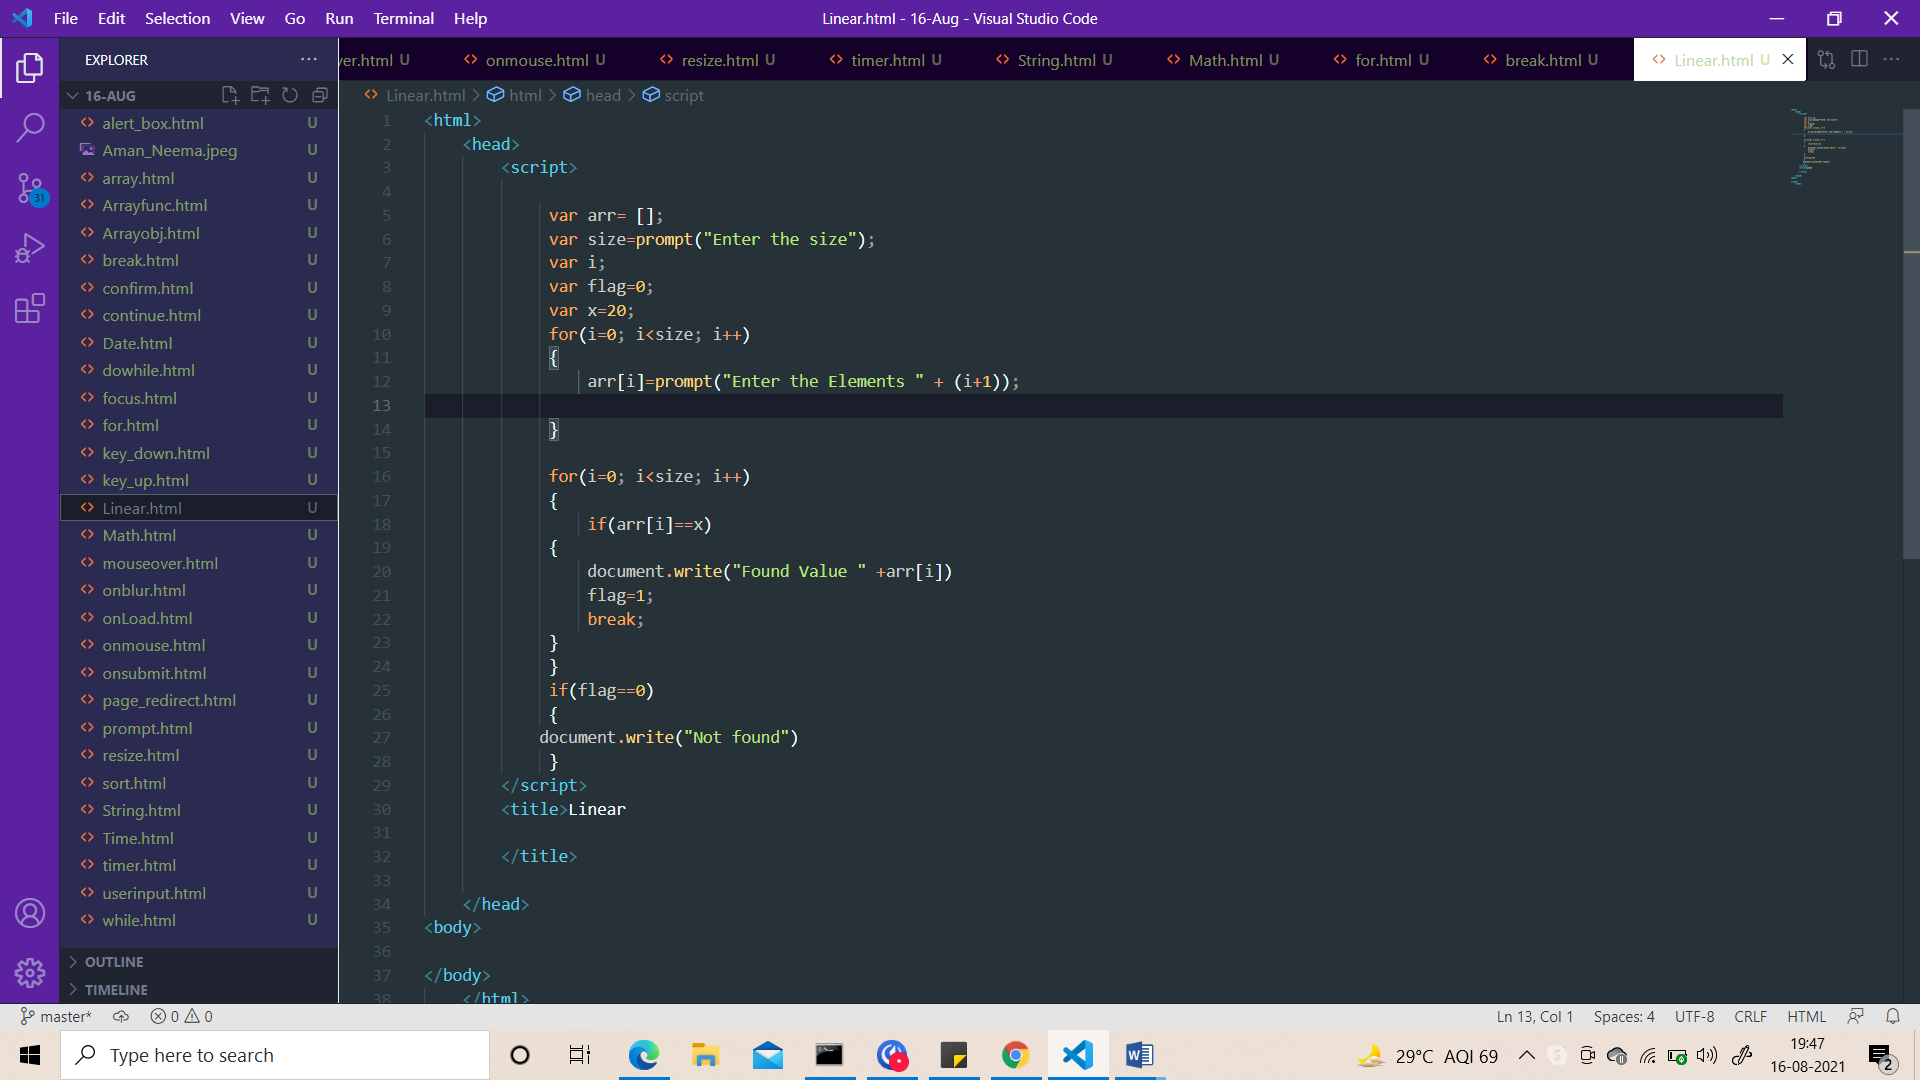 File Edit Selection View Go Run Terminal Help
Linear.html - 16-Aug - Visual Studio Code
EXPLORER
ver.html U onmouse.html U resize.html U timer.html U String.html U Math.html U for.html U break.html U Linear.html U
16-AUG
Linear.html > html > head > script
alert_box.html U
Aman_Neema.jpeg U
array.html U
Arrayfunc.html U
Arrayobj.html U
break.html U
confirm.html U
continue.html U
Date.html U
dowhile.html U
focus.html U
for.html U
key_down.html U
key_up.html U
Linear.html U
Math.html U
mouseover.html U
onblur.html U
onLoad.html U
onmouse.html U
onsubmit.html U
page_redirect.html U
prompt.html U
resize.html U
sort.html U
String.html U
Time.html U
timer.html U
userinput.html U
while.html U
OUTLINE
TIMELINE
31
1 <html>
2 <head>
3 <script>
4
5 var arr= [];
6 var size=prompt("Enter the size");
7 var i;
8 var flag=0;
9 var x=20;
10 for(i=0; i<size; i++)
11 {
12 arr[i]=prompt("Enter the Elements " + (i+1));
13
14 }
15
16 for(i=0; i<size; i++)
17 {
18 if(arr[i]==x)
19 {
20 document.write("Found Value " +arr[i])
21 flag=1;
22 break;
23 }
24 }
25 if(flag==0)
26 {
27 document.write("Not found")
28 }
29 </script>
30 <title>Linear
31
32 </title>
33
34 </head>
35 <body>
36
37 </body>
38 </html>
master* 0 0
Ln 13, Col 1 Spaces: 4 UTF-8 CRLF HTML
Type here to search
29°C AQI 69
19:47
16-08-2021
2